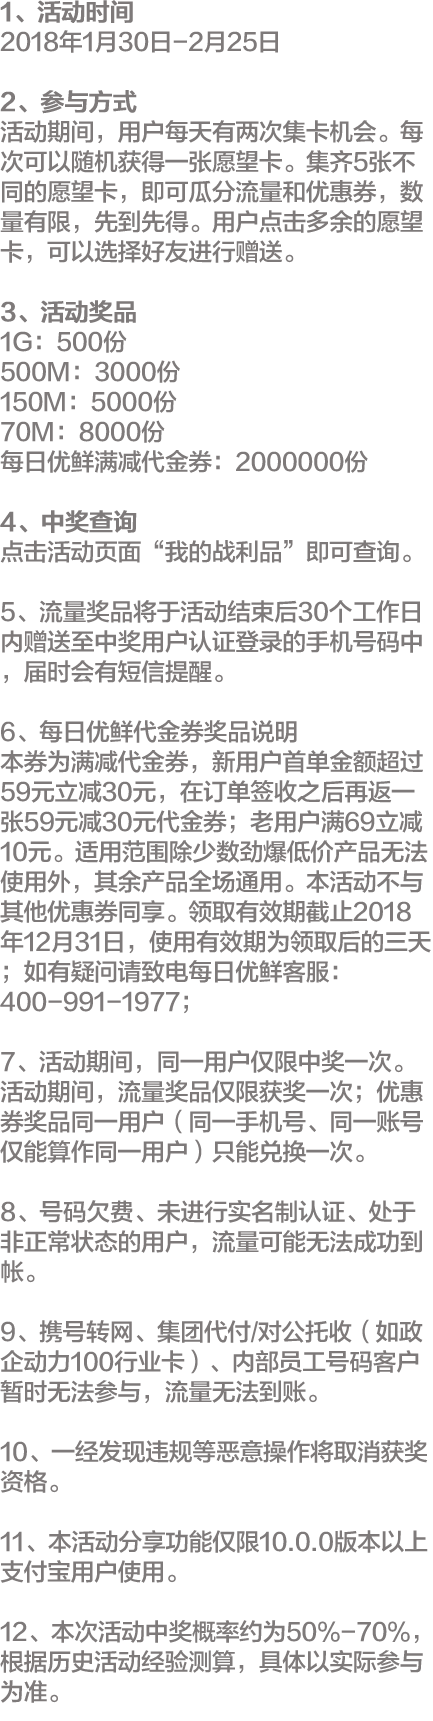 1、活动时间
2018年1月30日-2月25日
2、参与方式
活动期间，用户每天有两次集卡机会。每
次可以随机获得一张愿望卡。集齐5张不
同的愿望卡，即可瓜分流量和优惠券，数
量有限，先到先得。用户点击多余的愿望
卡，可以选择好友进行赠送。
3、活动奖品
1G：500份
500M：3000份
150M：5000份
70M：8000份
每日优鲜满减代金券：2000000份
4、中奖查询
点击活动页面“我的战利品”即可查询。
5、流量奖品将于活动结束后30个工作日
内赠送至中奖用户认证登录的手机号码中
，届时会有短信提醒。
6、每日优鲜代金券奖品说明
本券为满减代金券，新用户首单金额超过
59元立减30元，在订单签收之后再返一
张59元减30元代金券；老用户满69立减
10元。适用范围除少数劲爆低价产品无法
使用外，其余产品全场通用。本活动不与
其他优惠券同享。领取有效期截止2018
年12月31日，使用有效期为领取后的三天
；如有疑问请致电每日优鲜客服：
400-991-1977；
7、活动期间，同一用户仅限中奖一次。
活动期间，流量奖品仅限获奖一次；优惠
券奖品同一用户（同一手机号、同一账号
仅能算作同一用户）只能兑换一次。
8、号码欠费、未进行实名制认证、处于
非正常状态的用户，流量可能无法成功到
帐。
9、携号转网、集团代付/对公托收（如政
企动力100行业卡）、内部员工号码客户
暂时无法参与，流量无法到账。
10、一经发现违规等恶意操作将取消获奖
资格。
11、本活动分享功能仅限10.0.0版本以上
支付宝用户使用。
12、本次活动中奖概率约为50%-70%，
根据历史活动经验测算，具体以实际参与
为准。